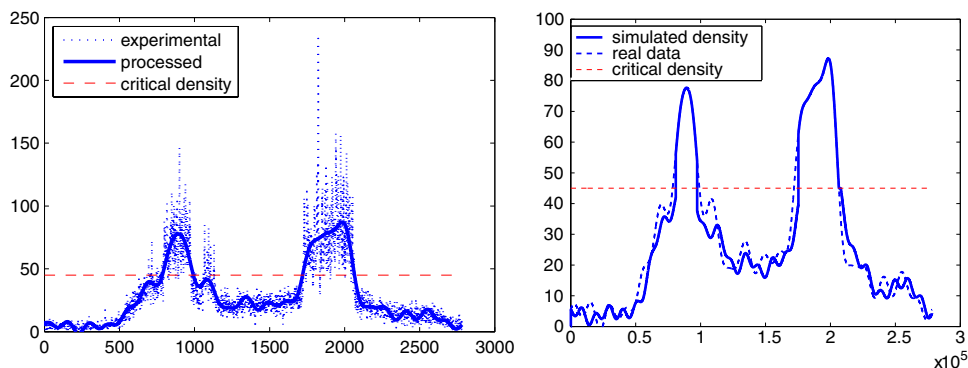 250
200
150
100
50
0
0 500 1000 1500 2000 2500 3000
experimental
processed
critical density
100
90
80
70
60
50
40
30
20
10
0
0 0.5 1 1.5 2 2.5 3
x10⁵
simulated density
real data
critical density